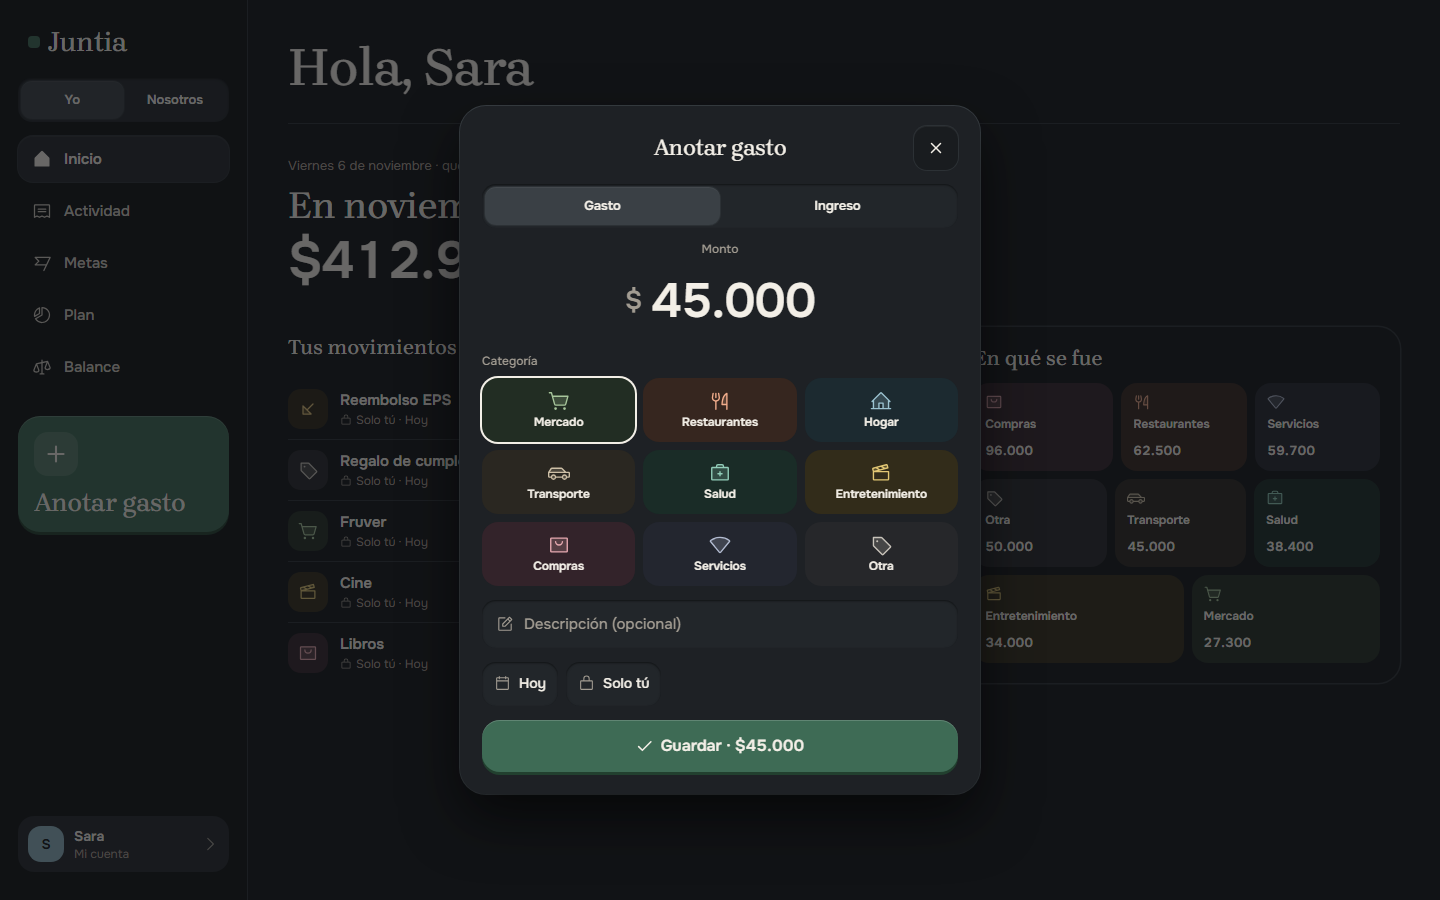 Juntia
Yo
Nosotros
Inicio
Actividad
Metas
Plan
Balance
Anotar gasto
S
Sara
Mi cuenta
Hola, Sara
Viernes 6 de noviembre ·
En
$412.9
Tus movimientos
Reembolso EPS
Solo tú · Hoy
Regalo de
Solo tú · Hoy
Fruver
Solo tú · Hoy
Cine
Solo tú · Hoy
Libros
Solo tú · Hoy
Anotar gasto
Gasto
Ingreso
Monto
$ 45.000
Categoría
Mercado
Restaurantes
Hogar
Transporte
Salud
Entretenimiento
Compras
Servicios
Otra
Descripción (opcional)
Hoy
Solo tú
Guardar · $45.000
En qué se fue
Compras
96.000
Restaurantes
62.500
Servicios
59.700
Otra
50.000
Transporte
45.000
Salud
38.400
Entretenimiento
34.000
Mercado
27.300